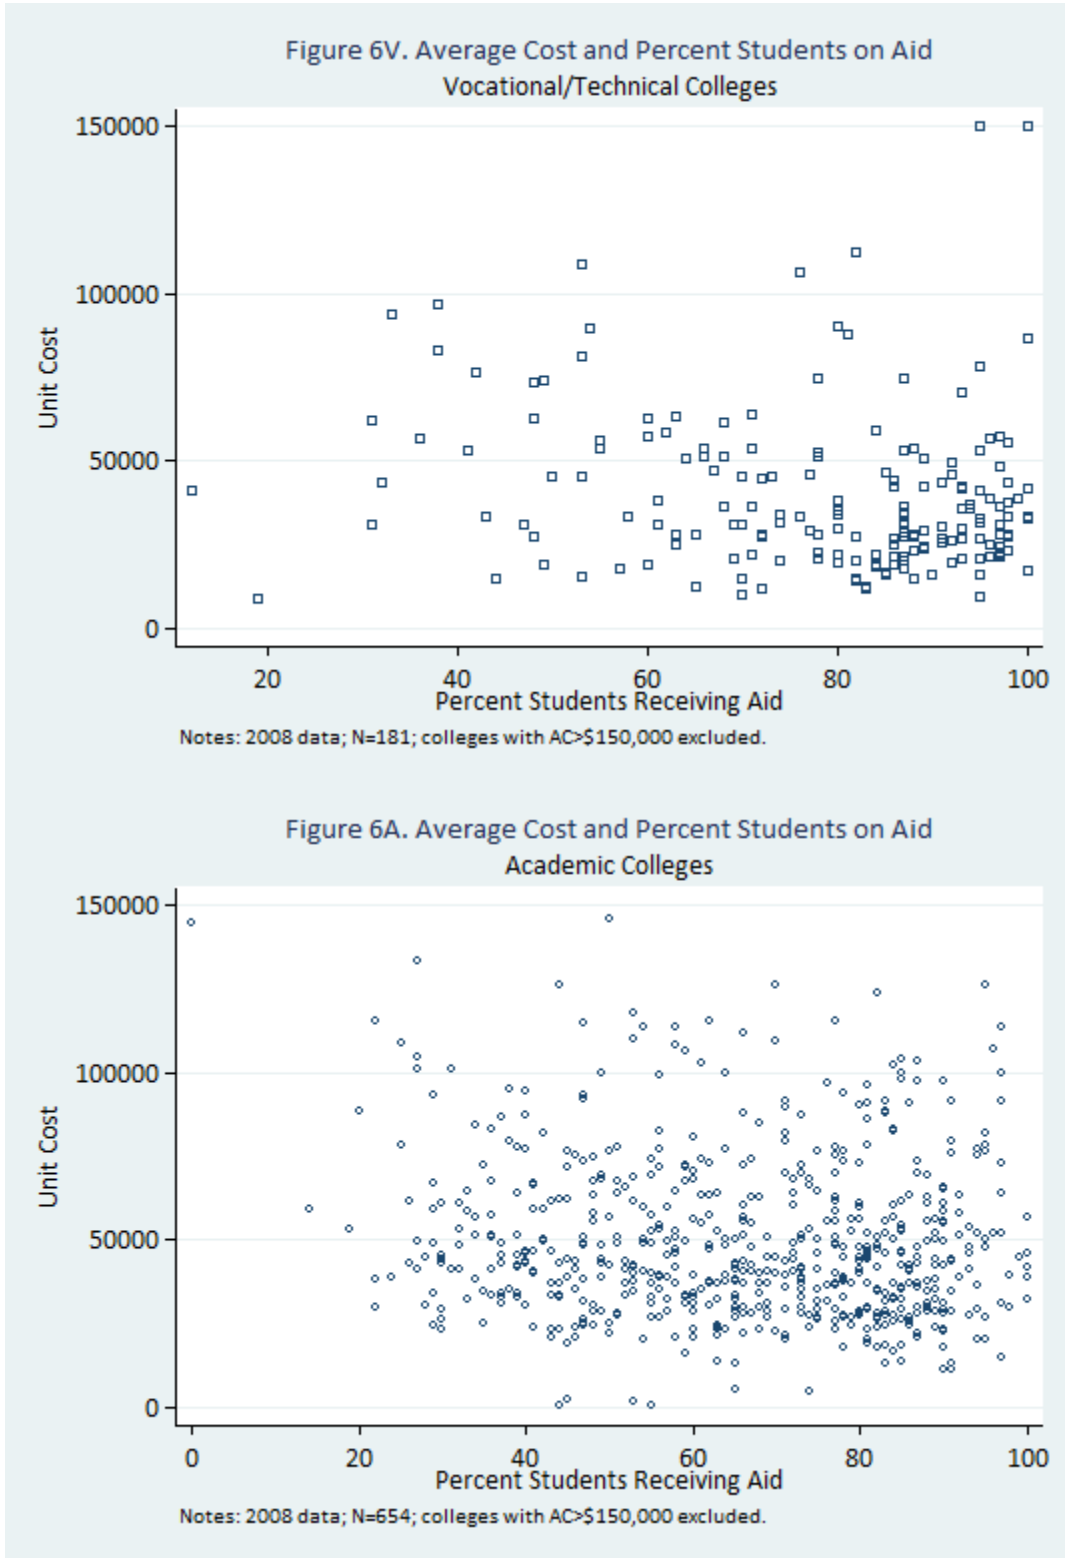 Figure 6V. Average Cost and Percent Students on Aid
Vocational/Technical Colleges
150000
100000
50000
0
Unit Cost
20 40 60 80 100
Percent Students Receiving Aid
Notes: 2008 data; N=181; colleges with AC>$150,000 excluded.
Figure 6A. Average Cost and Percent Students on Aid
Academic Colleges
150000
100000
50000
0
Unit Cost
0 20 40 60 80 100
Percent Students Receiving Aid
Notes: 2008 data; N=654; colleges with AC>$150,000 excluded.